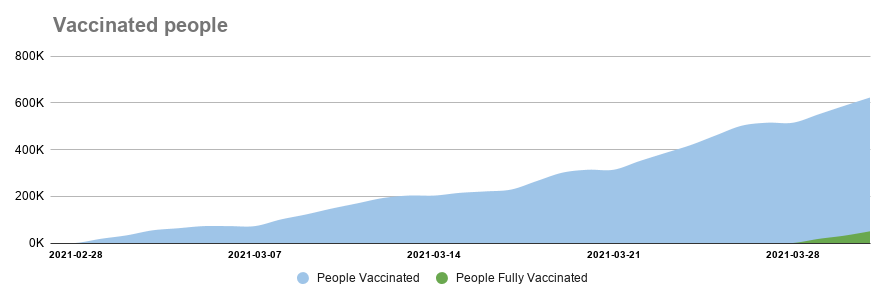 Vaccinated people
800K
600K
400K
200K
0K
2021-02-28 2021-03-07 2021-03-14 2021-03-21 2021-03-28
People Vaccinated People Fully Vaccinated